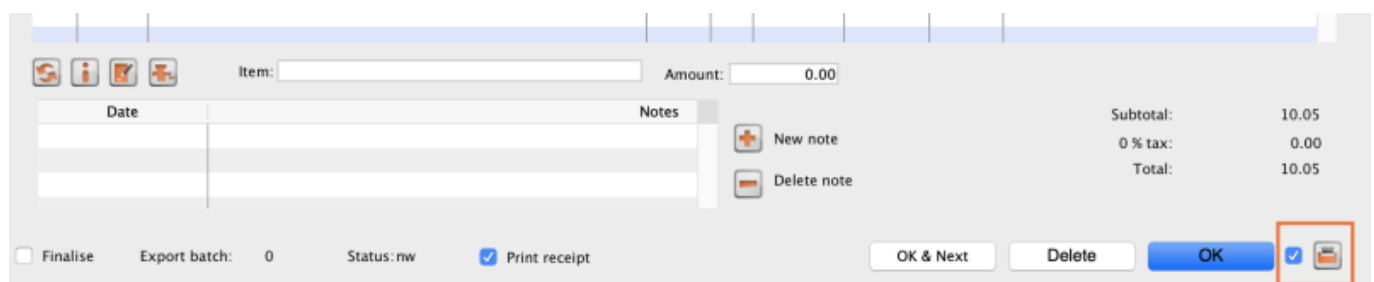 Item:
Amount: 0.00
Date Notes
Subtotal: 10.05
New note
0 % tax: 0.00
Total: 10.05
Delete note
Finalise Export batch: 0 Status: nw Print receipt OK & Next Delete OK